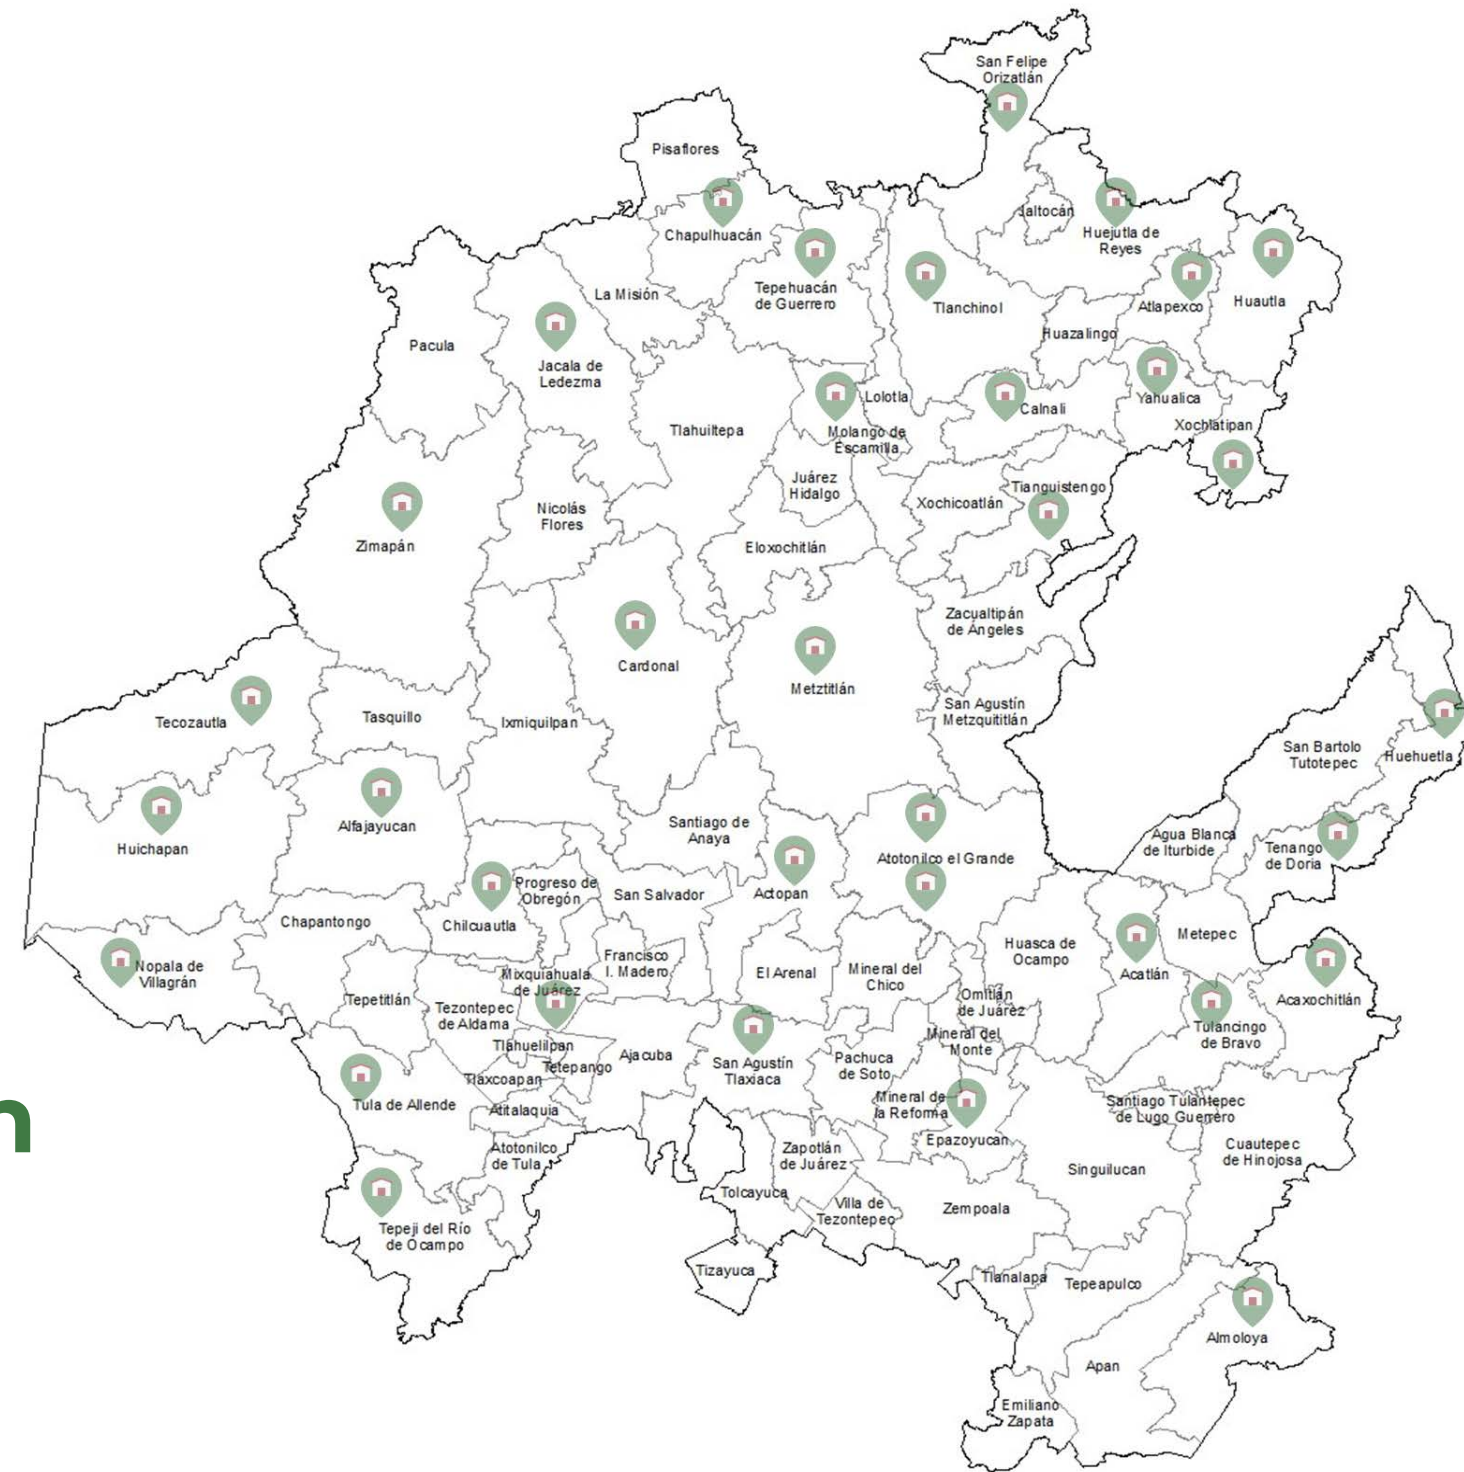 San Felipe
Orizatlán
Pisaflores
Jaltocán
Chapulhuacán
Huejutla de
Reyes
La Misión
Tepehuacán
de Guerrero
Tlanchinol
Atlapexco
Huautla
Pacula
Huazalingo
Jacala de
Ledezma
Lolotla
Calnali
Yahualica
Xochiatipan
Tlahuiltepa
Molango de
Escamilla
Juárez
Hidalgo
Tianguistengo
Xochicoatlán
Nicolás
Flores
Zimapán
Eloxochitlán
Zacualtipán
de Ángeles
Cardonal
Metztitlán
San Agustín
Metzquititlán
Tecozautla
Tasquillo
Ixmiquilpan
San Bartolo
Tutotepec
Huehuetla
Alfajayucan
Santiago de
Anaya
Agua Blanca
de Iturbide
Huichapan
Atotonilco el Grande
Tenango
de Doria
Progreso de
Obregón
San Salvador
Actopan
Chapantongo
Chilcuautla
Metepec
Huasca de
Ocampo
Acatlán
Francisco
I. Madero
Nopala de
Villagrán
Mixquiahuala
de Juárez
El Arenal
Mineral del
Chico
Acaxochitlán
Tepetitlán
Tezontepec
de Aldama
Omitlán
de Juárez
Tulancingo
de Bravo
Mineral del
Monte
Tlahuelilpan
Ajacuba
San Agustín
Tlaxiaca
Pachuca
de Soto
Tetepango
Tlaxcoapan
Mineral de
la Reforma
Santiago Tulantepec
de Lugo Guerrero
Tula de Allende
Atitalaquia
Epazoyucan
n
Atotonilco
de Tula
Zapotlán
de Juárez
Singuilucan
Cuautepec
de Hinojosa
Tolcayuca
Villa de
Tezontepec
Zempoala
Tepeji del Río
de Ocampo
Tizayuca
Tlanalapa
Tepeapulco
Almoloya
Apan
Emiliano
Zapata